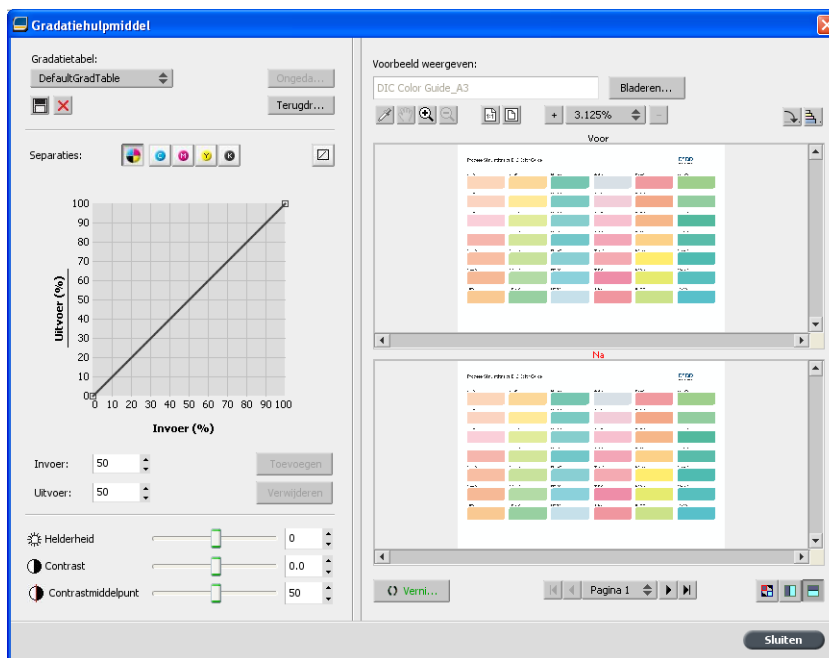 Gradatiehulpmiddel
Gradatietabel:
DefaultGradTable
Ongeda...
Terugdr...
Separaties:
C
M
Y
K
100
90
80
70
60
50
40
30
20
10
0
Uitvoer (%)
0 10 20 30 40 50 60 70 80 90 100
Invoer (%)
Invoer: 50
Toevoegen
Uitvoer: 50
Verwijderen
Helderheid 0
Contrast 0.0
Contrastmiddelpunt 50
Voorbeeld weergeven:
DIC Color Guide_A3
Bladeren...
1:1
+ 3.125% −
Voor
Na
Verni...
Pagina 1
Sluiten